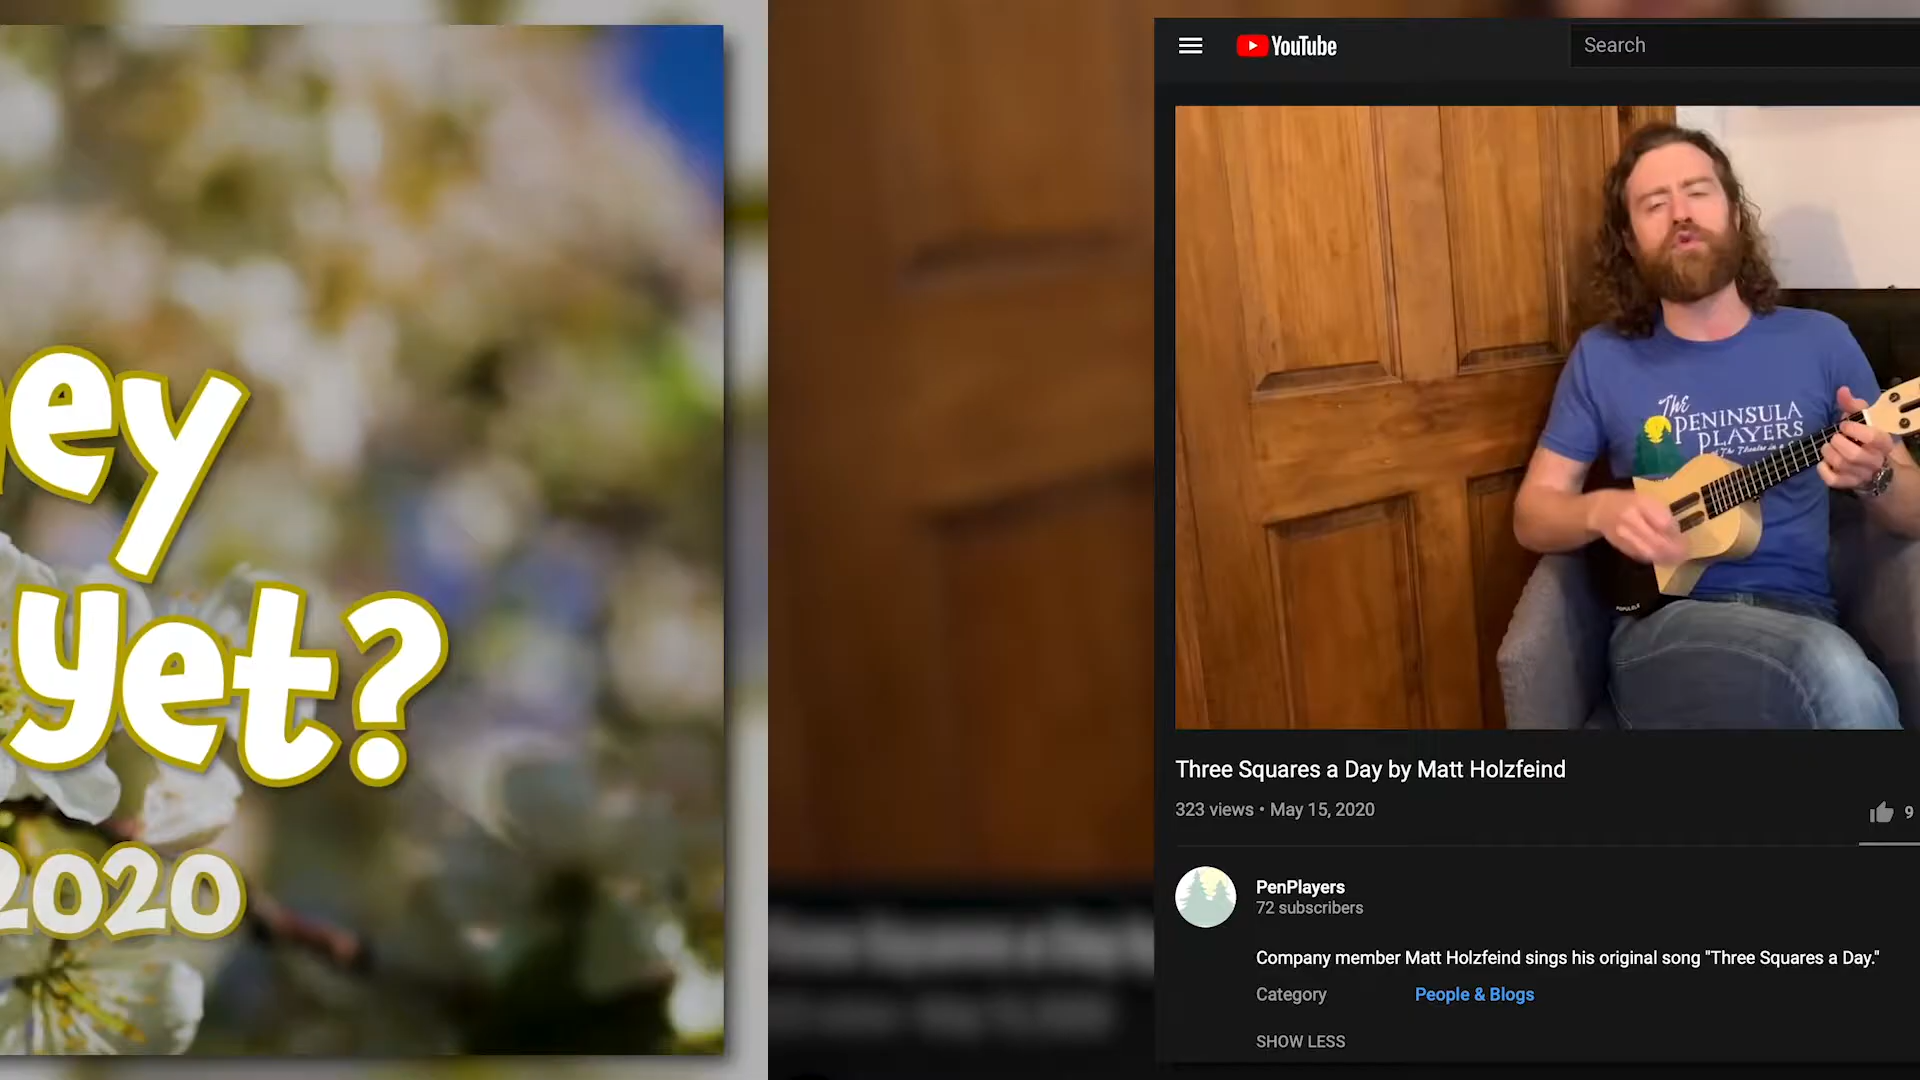 ey
yet?
2020
YouTube
Search
The
PENINSULA
PLAYERS
POPULELE
Three Squares a Day by Matt Holzfeind
323 views • May 15, 2020
9
PenPlayers
72 subscribers
Company member Matt Holzfeind sings his original song "Three Squares a Day."
Category People & Blogs
SHOW LESS